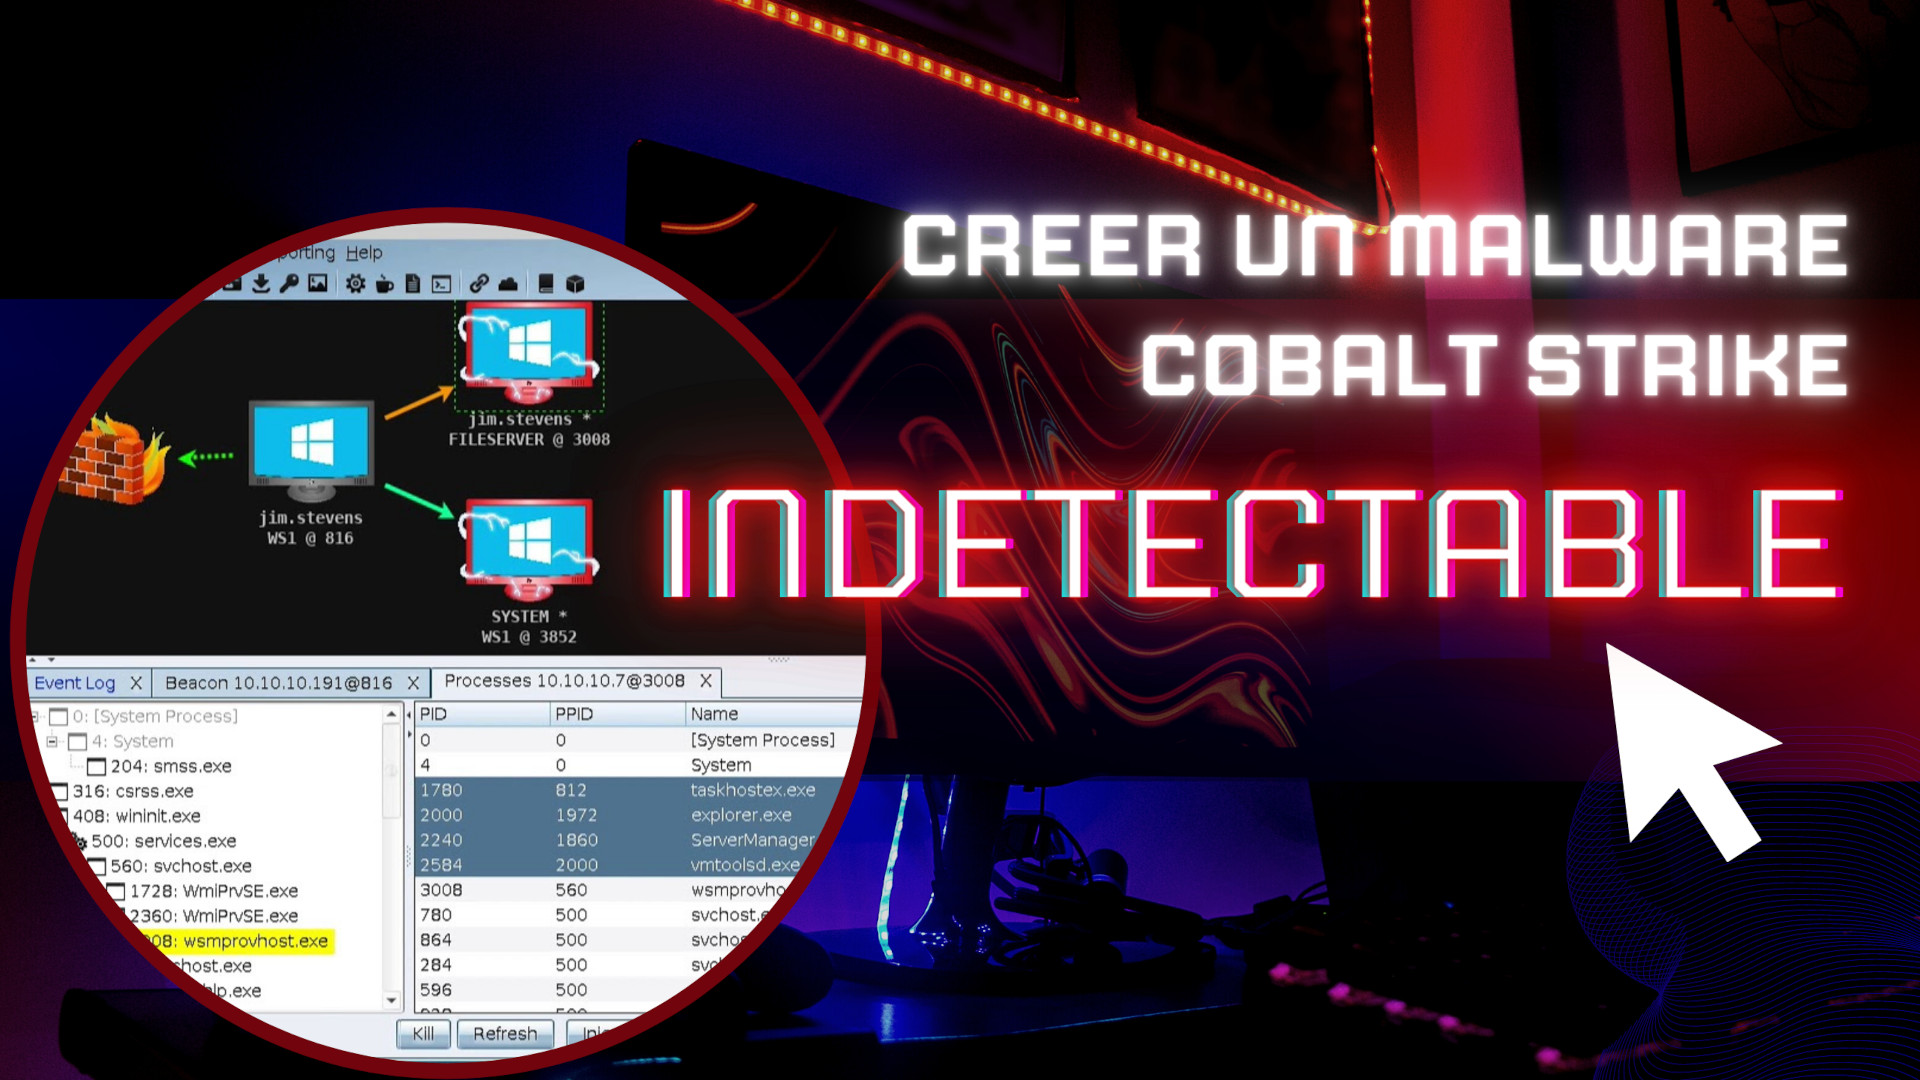 CREER UN MALWARE
COBALT STRIKE
INDETECTABLE
Help
jim.stevens *
FILESERVER @ 3008
jim.stevens
WS1 @ 816
SYSTEM *
WS1 @ 3852
Event Log X Beacon 10.10.10.191@816 X Processes 10.10.10.7@3008 X
0: [System Process]
4: System
204: smss.exe
316: csrss.exe
408: wininit.exe
500: services.exe
560: svchost.exe
1728: WmiPrvSE.exe
2360: WmiPrvSE.exe
wsmprovhost.exe
PID PPID Name
0 0 [System Process]
4 0 System
1780 812 taskhostex.exe
2000 1972 explorer.exe
2240 1860 ServerManager
2584 2000 vmtoolsd.exe
3008 560 wsmprovho
780 500 svchost.e
864 500 svcho
284 500 svc
596 500
Kill Refresh